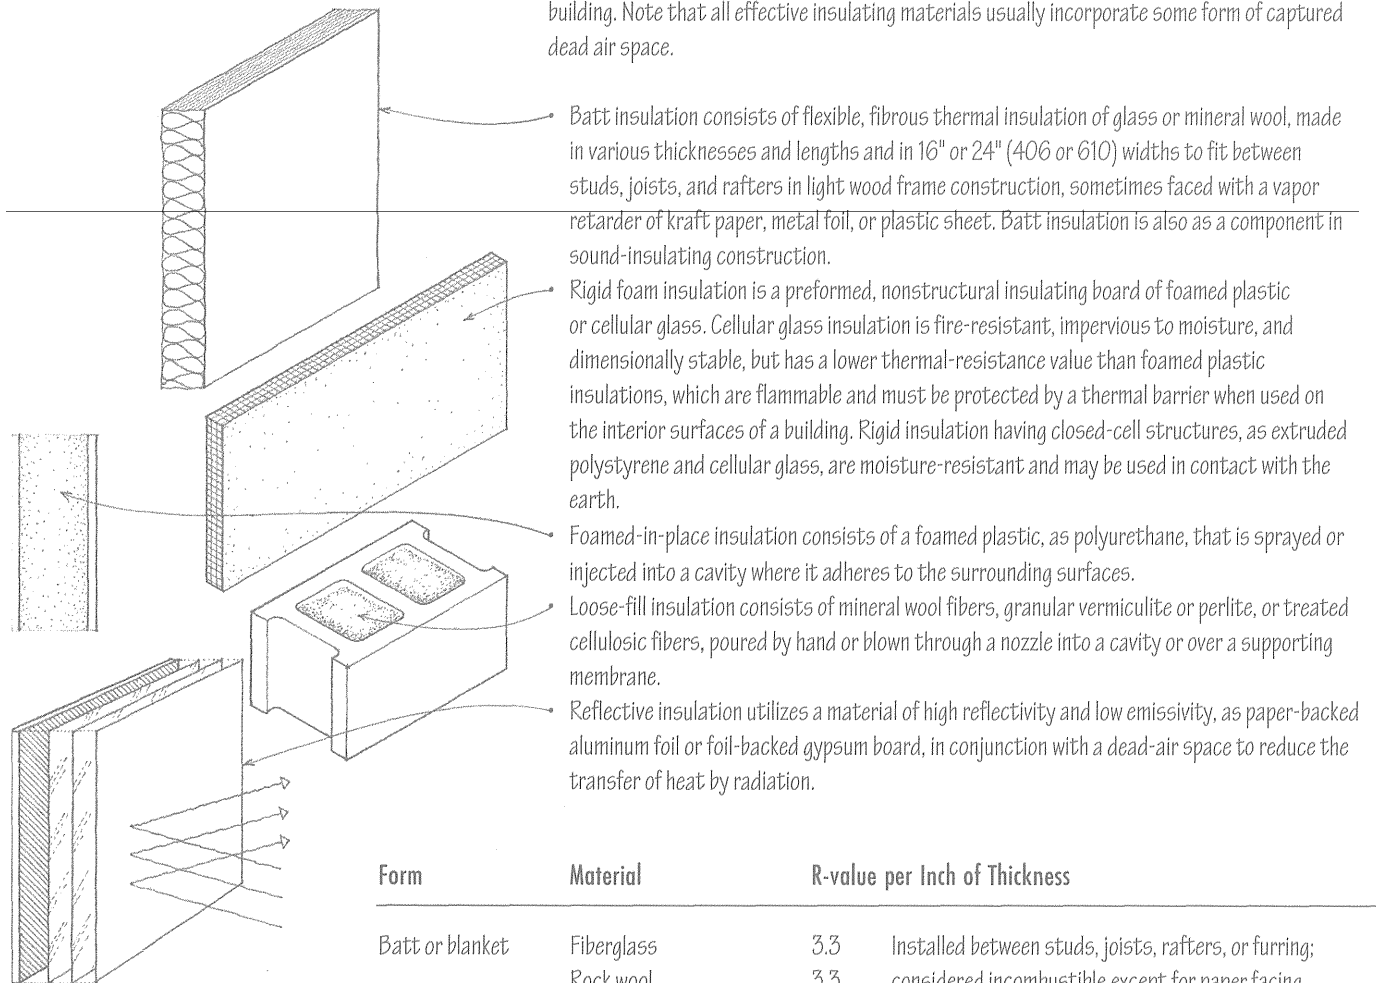 building. Note that all effective insulating materials usually incorporate some form of captured
dead air space.
Batt insulation consists of flexible, fibrous thermal insulation of glass or mineral wool, made
in various thicknesses and lengths and in 16" or 24" (406 or 610) widths to fit between
studs, joists, and rafters in light wood frame construction, sometimes faced with a vapor
retarder of kraft paper, metal foil, or plastic sheet. Batt insulation is also as a component in
sound-insulating construction.
Rigid foam insulation is a preformed, nonstructural insulating board of foamed plastic
or cellular glass. Cellular glass insulation is fire-resistant, impervious to moisture, and
dimensionally stable, but has a lower thermal-resistance value than foamed plastic
insulations, which are flammable and must be protected by a thermal barrier when used on
the interior surfaces of a building. Rigid insulation having closed-cell structures, as extruded
polystyrene and cellular glass, are moisture-resistant and may be used in contact with the
earth.
Foamed-in-place insulation consists of a foamed plastic, as polyurethane, that is sprayed or
injected into a cavity where it adheres to the surrounding surfaces.
Loose-fill insulation consists of mineral wool fibers, granular vermiculite or perlite, or treated
cellulosic fibers, poured by hand or blown through a nozzle into a cavity or over a supporting
membrane.
Reflective insulation utilizes a material of high reflectivity and low emissivity, as paper-backed
aluminum foil or foil-backed gypsum board, in conjunction with a dead-air space to reduce the
transfer of heat by radiation.
Form Material R-value per Inch of Thickness
Batt or blanket Fiberglass 3.3 Installed between studs, joists, rafters, or furring;
Rock wool 3.3 considered incombustible except for paper facing